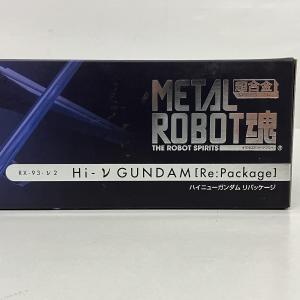 超合金
METAL
ROBOT魂
THE ROBOT SPIRITS
RX-93-ν2
Hi-ν GUNDAM[Re:Package]
ハイニューガンダム リパッケージ